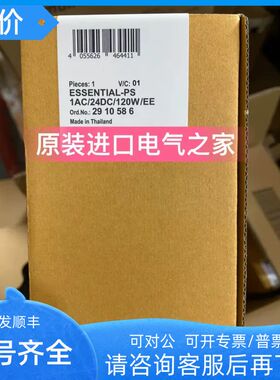 价
4 055626 464411
Pieces: 1 V/C: 01
ESSENTIAL-PS
1AC/24DC/120W/EE
Ord.No.: 29 10 58 6
Made in Thailand
原装进口电气之家
发顺丰
号齐全
可对公 可开专票/普票
请咨询客服后再下